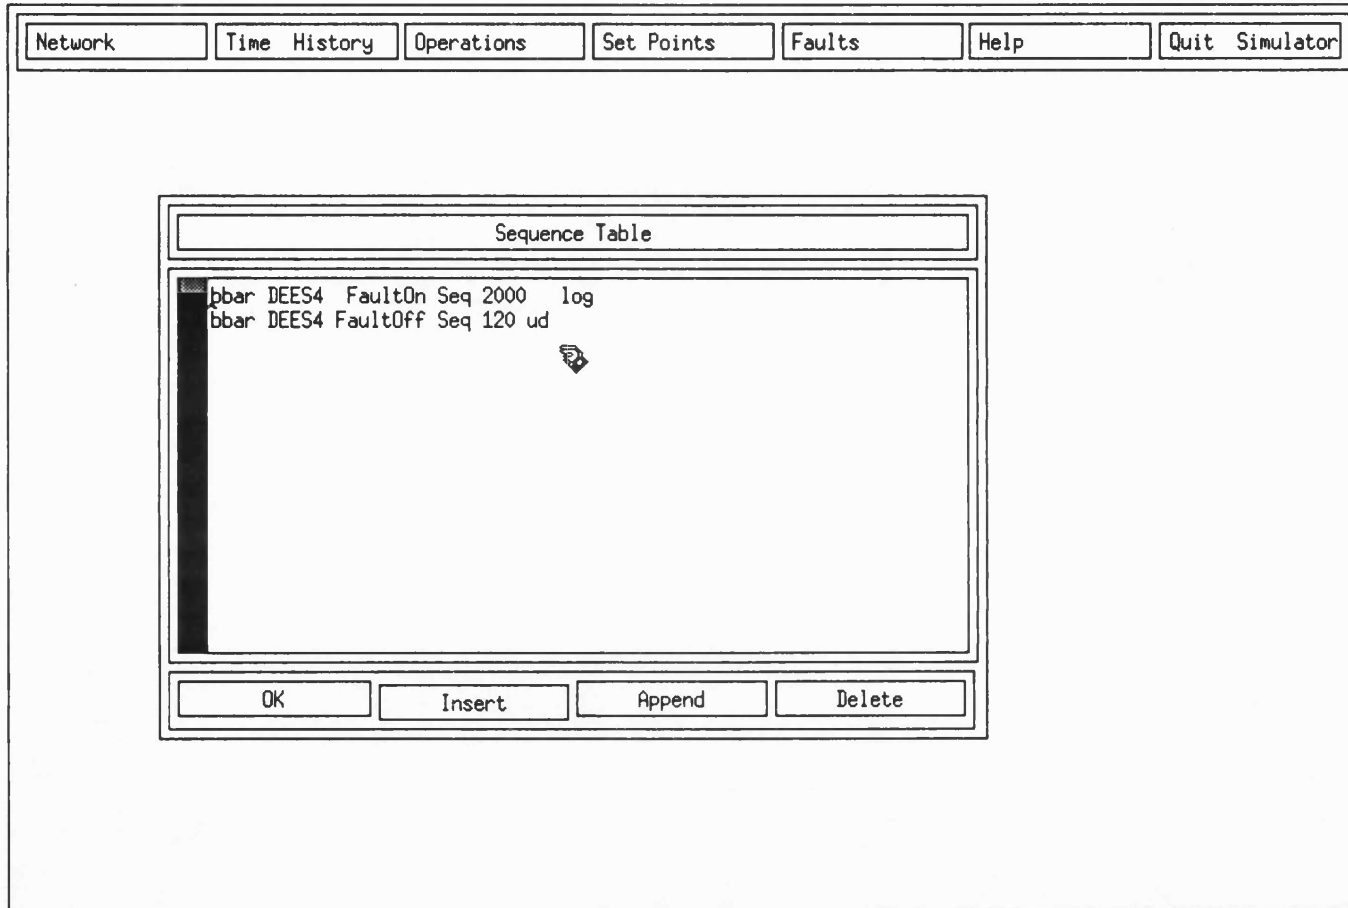 Network Time History Operations Set Points Faults Help Quit Simulator
Sequence Table
bbar DEES4 FaultOn Seq 2000 log
bbar DEES4 FaultOff Seq 120 ud
OK Insert Append Delete